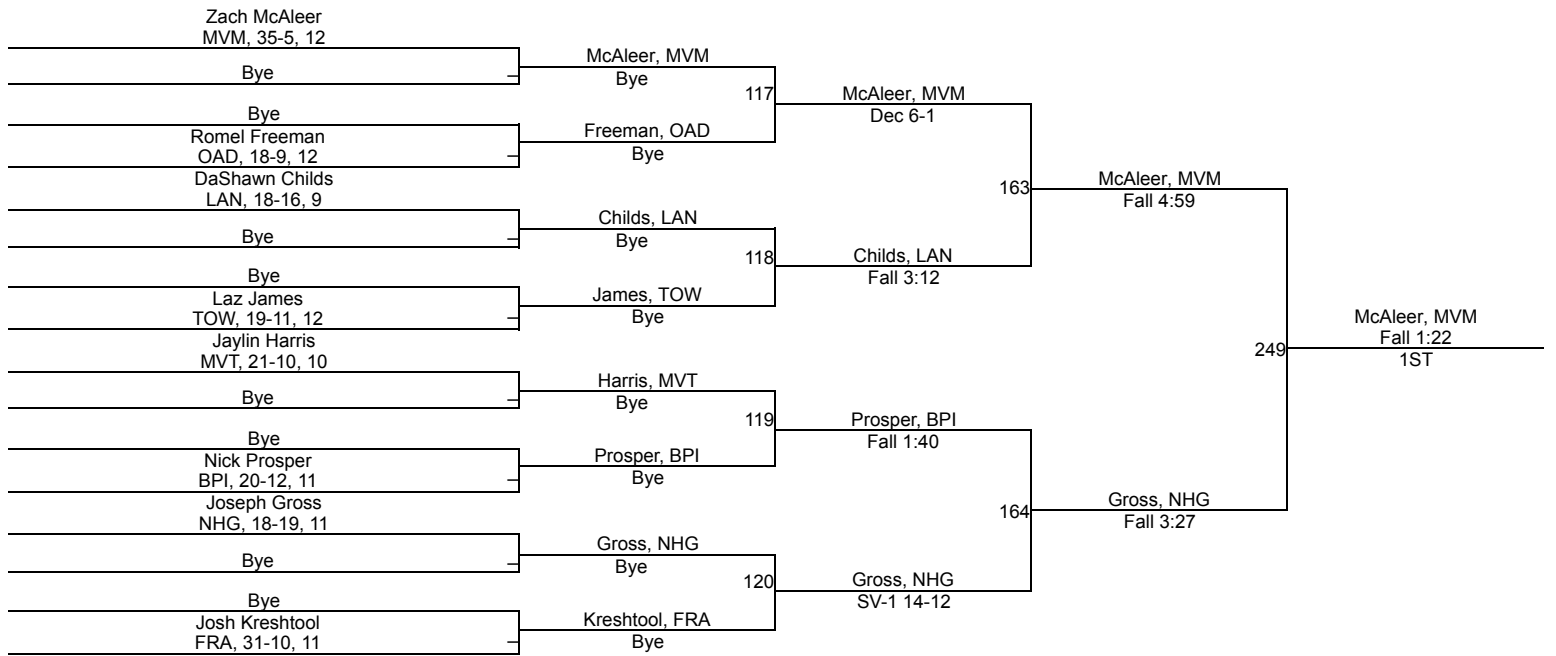 Zach McAleer
MVM, 35-5, 12
Bye
Bye
Romel Freeman
OAD, 18-9, 12
DaShawn Childs
LAN, 18-16, 9
Bye
Bye
Laz James
TOW, 19-11, 12
Jaylin Harris
MVT, 21-10, 10
Bye
Bye
Nick Prosper
BPI, 20-12, 11
Joseph Gross
NHG, 18-19, 11
Bye
Bye
Josh Kreshtool
FRA, 31-10, 11
McAleer, MVM
Bye
Freeman, OAD
Bye
Childs, LAN
Bye
James, TOW
Bye
Harris, MVT
Bye
Prosper, BPI
Bye
Gross, NHG
Bye
Kreshtool, FRA
Bye
117
118
119
120
McAleer, MVM
Dec 6-1
Childs, LAN
Fall 3:12
Prosper, BPI
Fall 1:40
Gross, NHG
SV-1 14-12
163
164
McAleer, MVM
Fall 4:59
Gross, NHG
Fall 3:27
249
McAleer, MVM
Fall 1:22
1ST